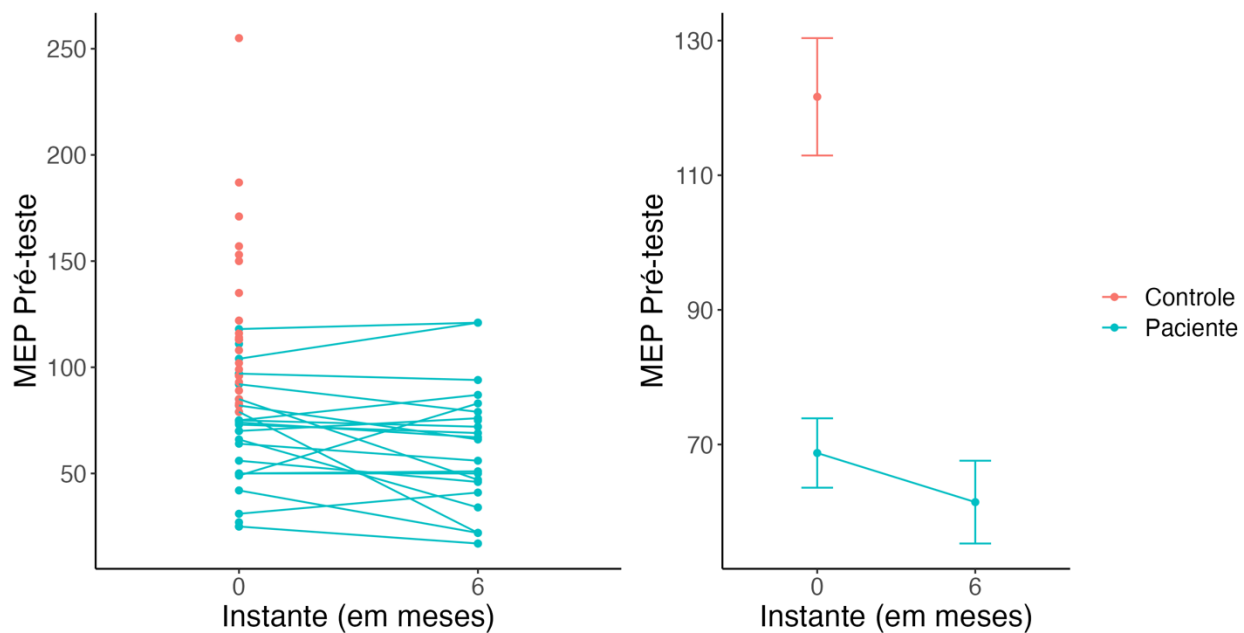 MEP Pré-teste
250
200
150
100
50
0
6
Instante (em meses)
MEP Pré-teste
130
110
90
70
0
6
Instante (em meses)
Controle
Paciente